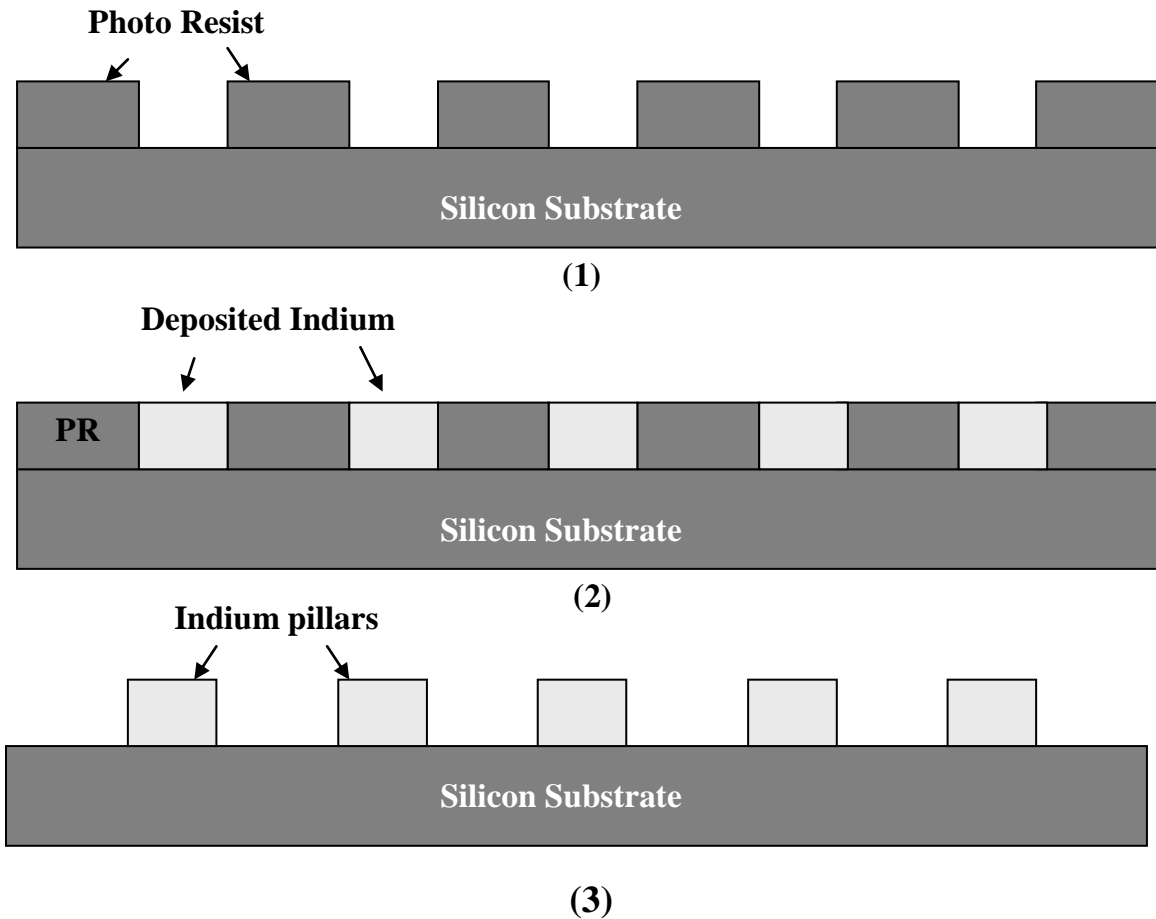 Photo Resist
Silicon Substrate
(1)
Deposited Indium
PR
Silicon Substrate
(2)
Indium pillars
Silicon Substrate
(3)